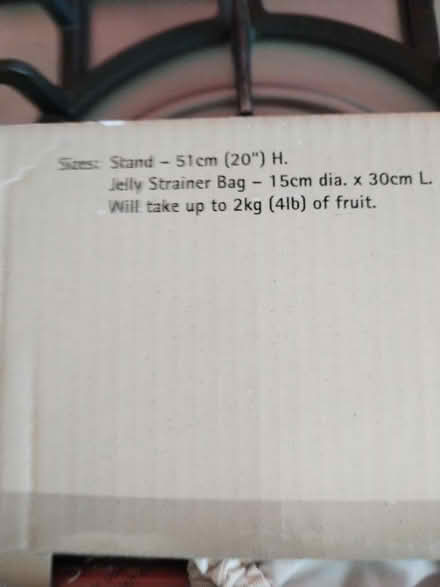 Sizes: Stand – 51cm (20") H.
Jelly Strainer Bag – 15cm dia. x 30cm L.
Will take up to 2kg (4lb) of fruit.